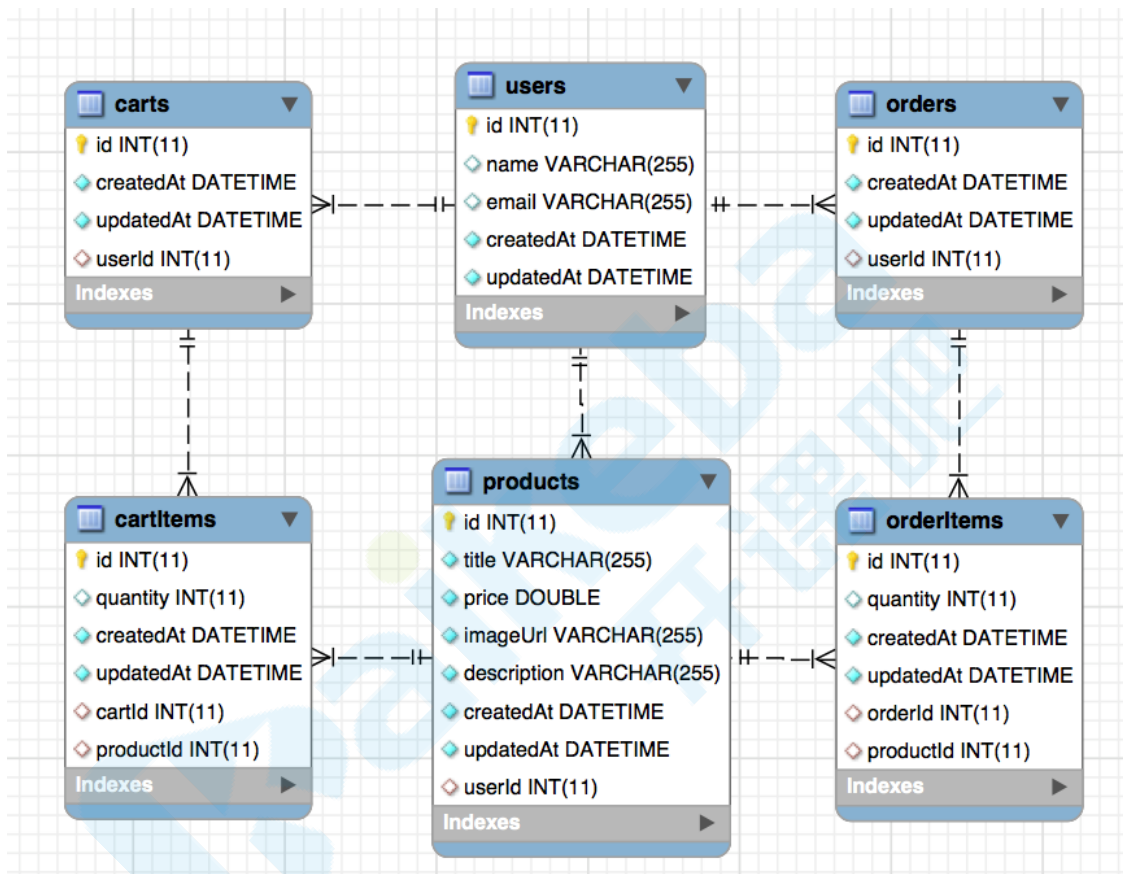 carts
id INT(11)
createdAt DATETIME
updatedAt DATETIME
userId INT(11)
Indexes
users
id INT(11)
name VARCHAR(255)
email VARCHAR(255)
createdAt DATETIME
updatedAt DATETIME
Indexes
orders
id INT(11)
createdAt DATETIME
updatedAt DATETIME
userId INT(11)
Indexes
cartItems
id INT(11)
quantity INT(11)
createdAt DATETIME
updatedAt DATETIME
cartId INT(11)
productId INT(11)
Indexes
products
id INT(11)
title VARCHAR(255)
price DOUBLE
imageUrl VARCHAR(255)
description VARCHAR(255)
createdAt DATETIME
updatedAt DATETIME
userId INT(11)
Indexes
orderItems
id INT(11)
quantity INT(11)
createdAt DATETIME
updatedAt DATETIME
orderId INT(11)
productId INT(11)
Indexes
Kaikeba
开课吧